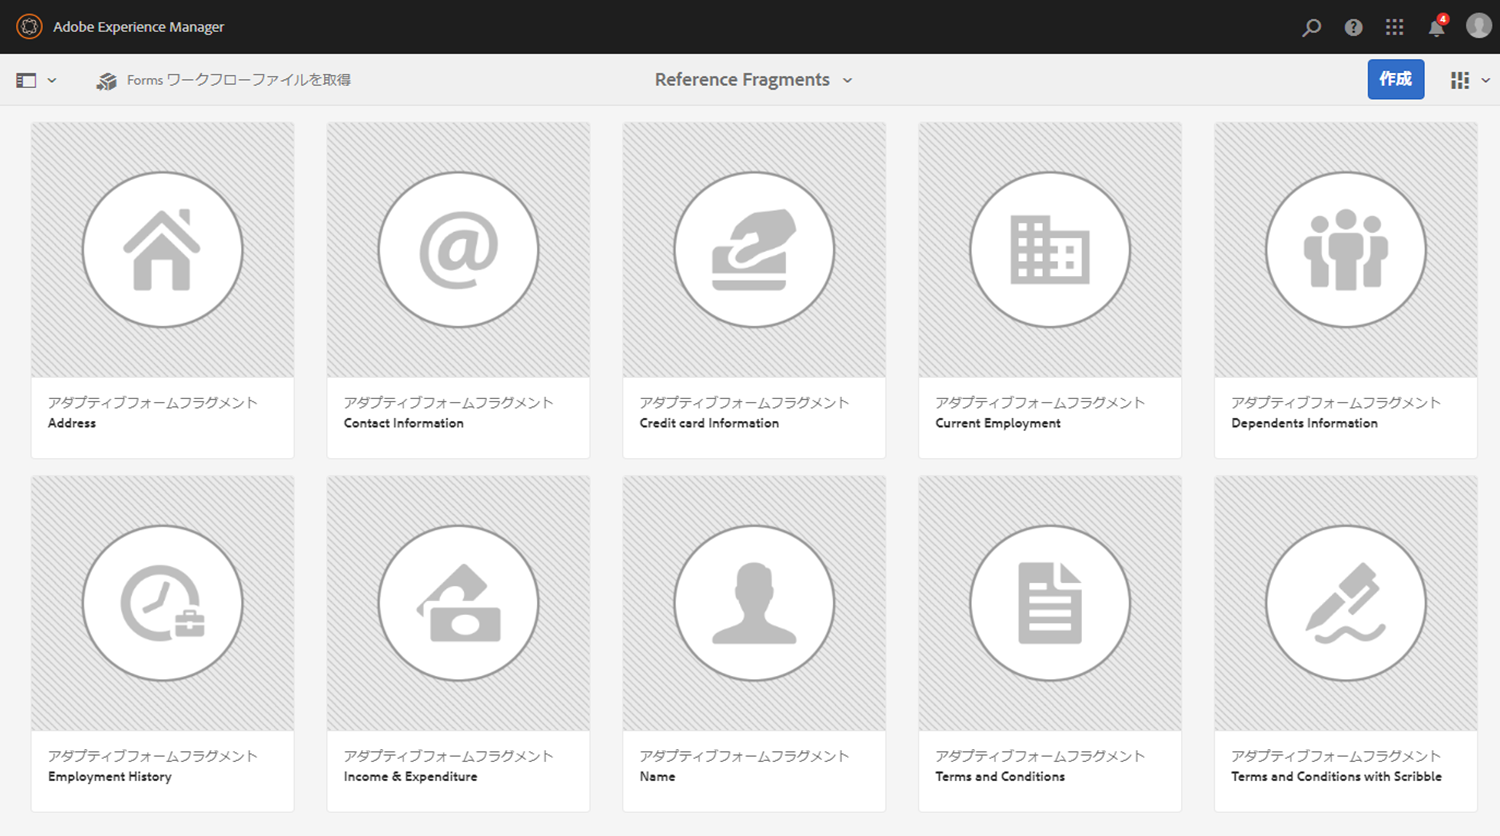 Adobe Experience Manager
4
Forms ワークフローファイルを取得
Reference Fragments
作成
アダプティブフォームフラグメント
Address
アダプティブフォームフラグメント
Contact Information
アダプティブフォームフラグメント
Credit card Information
アダプティブフォームフラグメント
Current Employment
アダプティブフォームフラグメント
Dependents Information
アダプティブフォームフラグメント
Employment History
アダプティブフォームフラグメント
Income & Expenditure
アダプティブフォームフラグメント
Name
アダプティブフォームフラグメント
Terms and Conditions
アダプティブフォームフラグメント
Terms and Conditions with Scribble